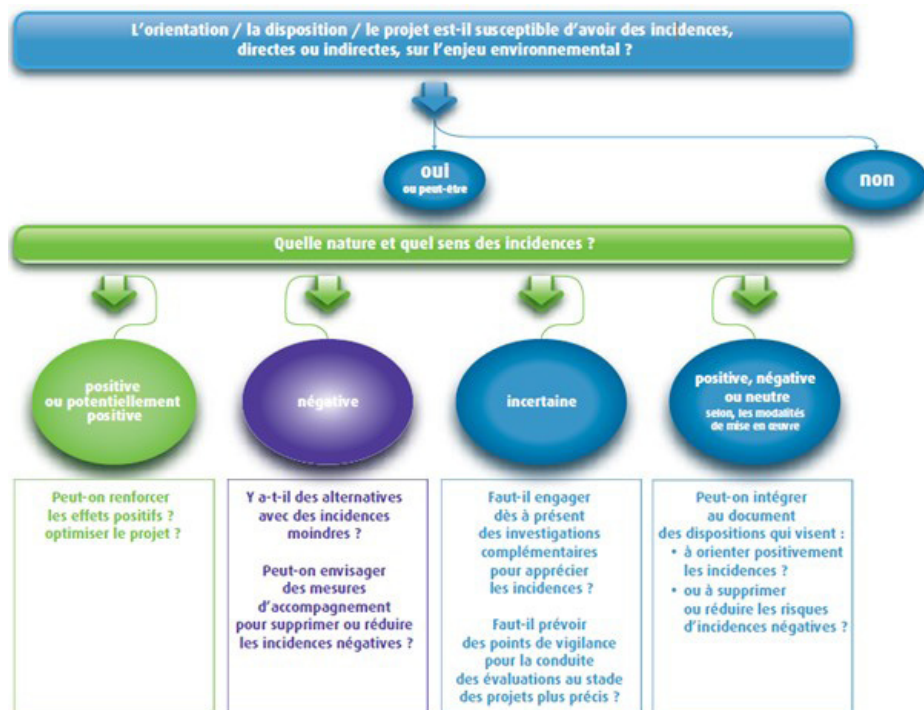 L'orientation / la disposition / le projet est-il susceptible d'avoir des incidences,
directes ou indirectes, sur l'enjeu environnemental ?
oui
ou peut-être
non
Quelle nature et quel sens des incidences ?
positive
ou potentiellement
positive
négative
incertaine
positive, négative
ou neutre
selon, les modalités
de mise en œuvre
Peut-on renforcer
les effets positifs ?
optimiser le projet ?
Y a-t-il des alternatives
avec des incidences
moindres ?
Peut-on envisager
des mesures
d'accompagnement
pour supprimer ou réduire
les incidences négatives ?
Faut-il engager
dès à présent
des investigations
complémentaires
pour apprécier
les incidences ?
Faut-il prévoir
des points de vigilance
pour la conduite
des évaluations au stade
des projets plus précis ?
Peut-on intégrer
au document
des dispositions qui visent :
• à orienter positivement
les incidences ?
• ou à supprimer
ou réduire les risques
d'incidences négatives ?